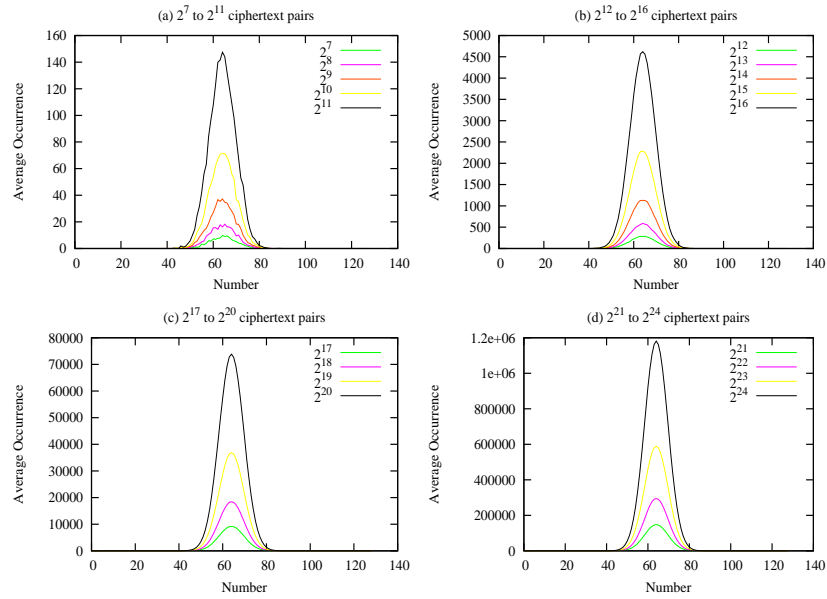 (a) 2^7 to 2^11 ciphertext pairs
160
140
120
100
80
60
40
20
0
Average Occurrence
2^7
2^8
2^9
2^10
2^11
0 20 40 60 80 100 120 140
Number
(b) 2^12 to 2^16 ciphertext pairs
5000
4500
4000
3500
3000
2500
2000
1500
1000
500
0
Average Occurrence
2^12
2^13
2^14
2^15
2^16
0 20 40 60 80 100 120 140
Number
(c) 2^17 to 2^20 ciphertext pairs
80000
70000
60000
50000
40000
30000
20000
10000
0
Average Occurrence
2^17
2^18
2^19
2^20
0 20 40 60 80 100 120 140
Number
(d) 2^21 to 2^24 ciphertext pairs
1.2e+06
1e+06
800000
600000
400000
200000
0
Average Occurrence
2^21
2^22
2^23
2^24
0 20 40 60 80 100 120 140
Number